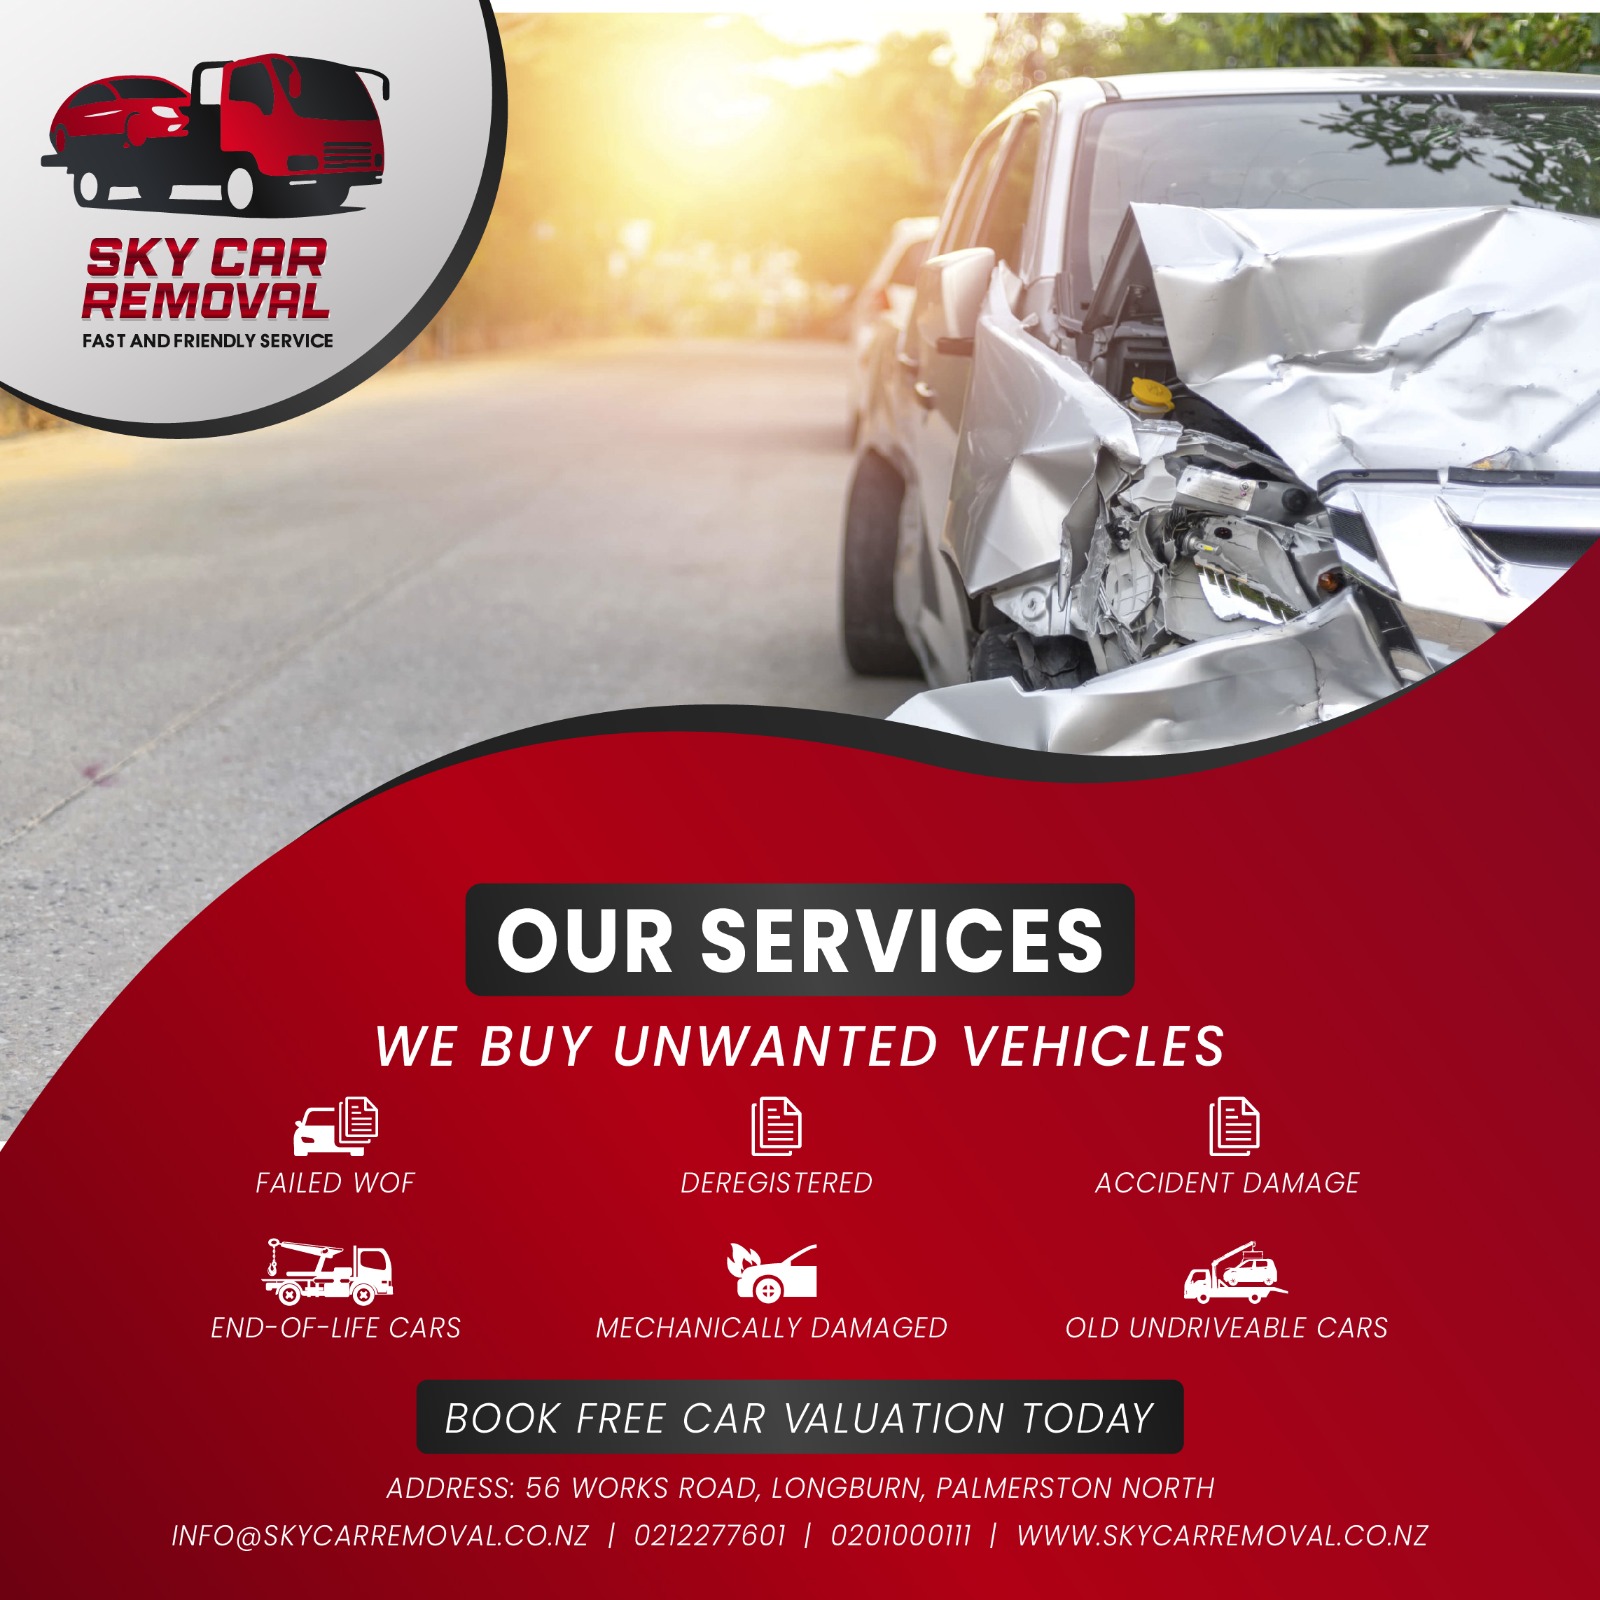 SKY CAR
REMOVAL
FAST AND FRIENDLY SERVICE
OUR SERVICES
WE BUY UNWANTED VEHICLES
FAILED WOF
DEREGISTERED
ACCIDENT DAMAGE
END-OF-LIFE CARS
MECHANICALLY DAMAGED
OLD UNDRIVEABLE CARS
BOOK FREE CAR VALUATION TODAY
ADDRESS: 56 WORKS ROAD, LONGBURN, PALMERSTON NORTH
INFO@SKYCARREMOVAL.CO.NZ | 0212277601 | 0201000111 | WWW.SKYCARREMOVAL.CO.NZ